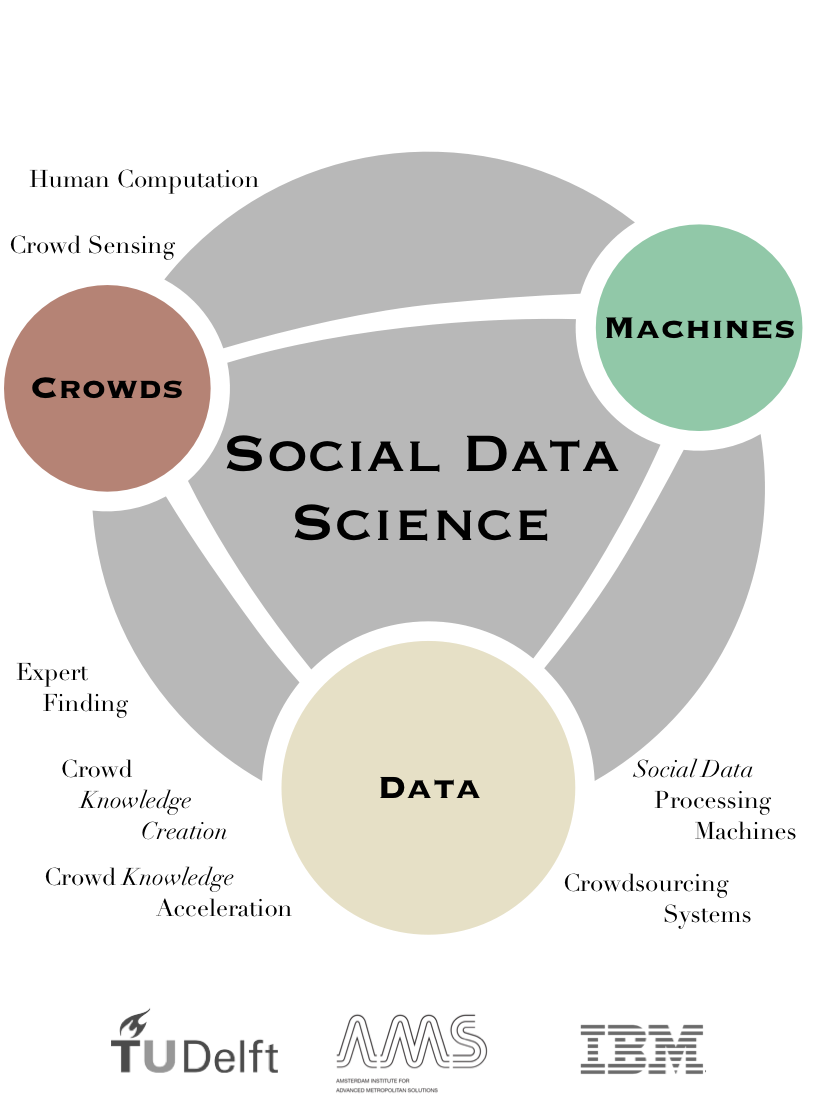 Human Computation
Crowd Sensing
MACHINES
CROWDS
SOCIAL DATA
SCIENCE
Expert
Finding
Crowd
Knowledge
Creation
Crowd Knowledge
Acceleration
DATA
Social Data
Processing
Machines
Crowdsourcing
Systems
TUDelft
AMS
AMSTERDAM INSTITUTE FOR
ADVANCED METROPOLITAN SOLUTIONS
IBM